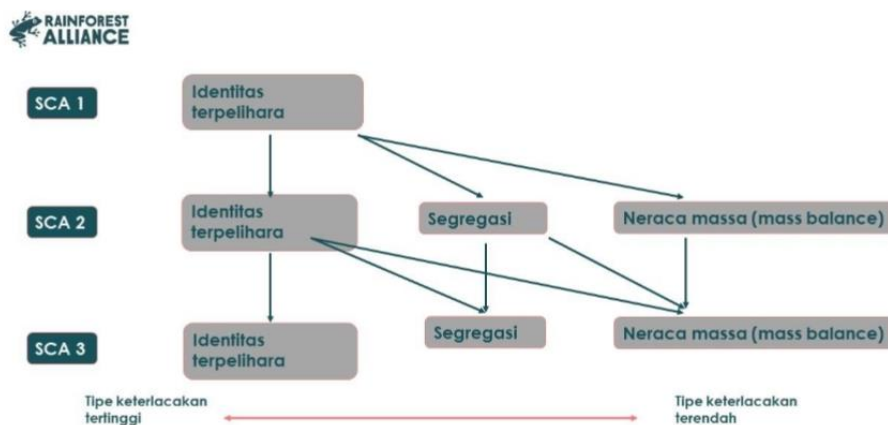 RAINFOREST
ALLIANCE
SCA 1
Identitas
terpelihara
SCA 2
Identitas
terpelihara
Segregasi
Neraca massa (mass balance)
SCA 3
Identitas
terpelihara
Segregasi
Neraca massa (mass balance)
Tipe keterlacakan
tertinggi
Tipe keterlacakan
terendah